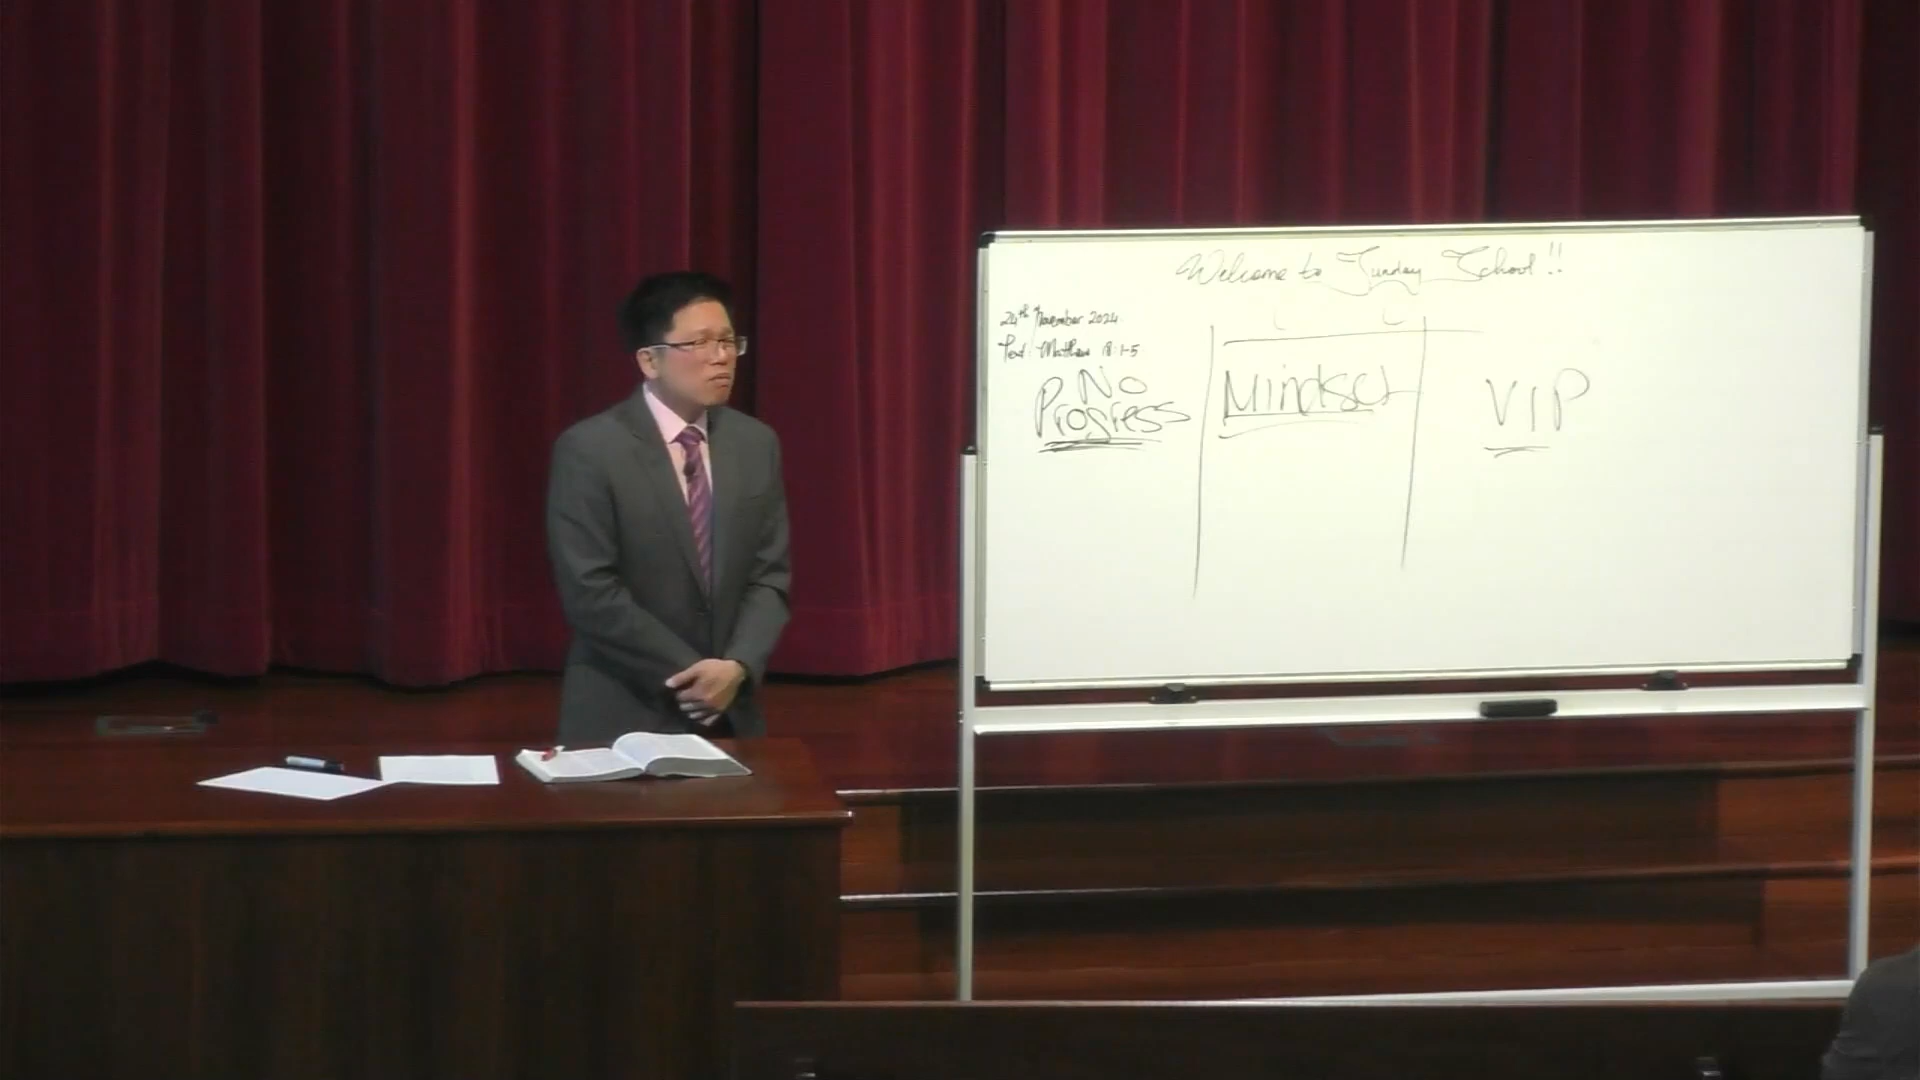 Welcome to Sunday School!!
24th November 2024
Text: Matthew 18:1-5
No
Progress
Mindset
VIP